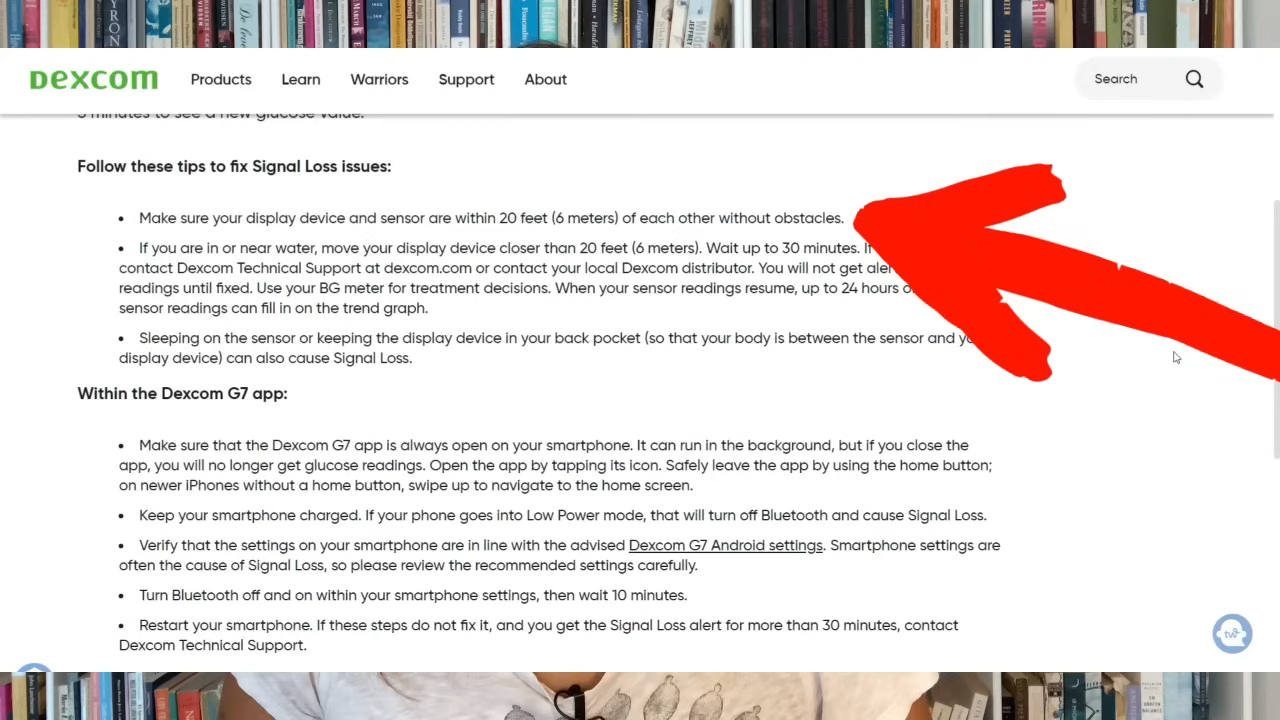 DEXCOM
Products
Learn
Warriors
Support
About
Search
5 minutes to see a new glucose value.
Follow these tips to fix Signal Loss issues:
• Make sure your display device and sensor are within 20 feet (6 meters) of each other without obstacles.
• If you are in or near water, move your display device closer than 20 feet (6 meters). Wait up to 30 minutes.
contact Dexcom Technical Support at dexcom.com or contact your local Dexcom distributor. You will not get
readings until fixed. Use your BG meter for treatment decisions. When your sensor readings resume, up to 24 hours
sensor readings can fill in on the trend graph.
• Sleeping on the sensor or keeping the display device in your back pocket (so that your body is between the sensor and
display device) can also cause Signal Loss.
Within the Dexcom G7 app:
• Make sure that the Dexcom G7 app is always open on your smartphone. It can run in the background, but if you close the
app, you will no longer get glucose readings. Open the app by tapping its icon. Safely leave the app by using the home button;
on newer iPhones without a home button, swipe up to navigate to the home screen.
• Keep your smartphone charged. If your phone goes into Low Power mode, that will turn off Bluetooth and cause Signal Loss.
• Verify that the settings on your smartphone are in line with the advised Dexcom G7 Android settings. Smartphone settings are
often the cause of Signal Loss, so please review the recommended settings carefully.
• Turn Bluetooth off and on within your smartphone settings, then wait 10 minutes.
• Restart your smartphone. If these steps do not fix it, and you get the Signal Loss alert for more than 30 minutes, contact
Dexcom Technical Support.